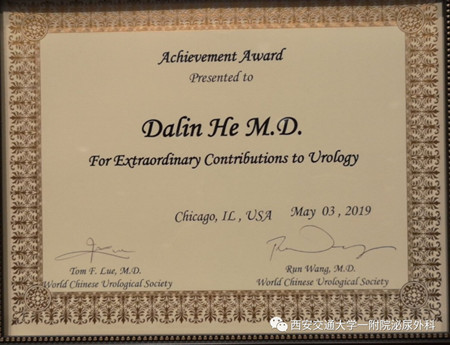 Achievement Award
Presented to
Dalin He M.D.
For Extraordinary Contributions to Urology
Chicago, IL , USA May 03 , 2019
Tom F. Lue, M.D. Run Wang, M.D.
World Chinese Urological Society World Chinese Urological Society
西安交通大学一附院泌尿外科